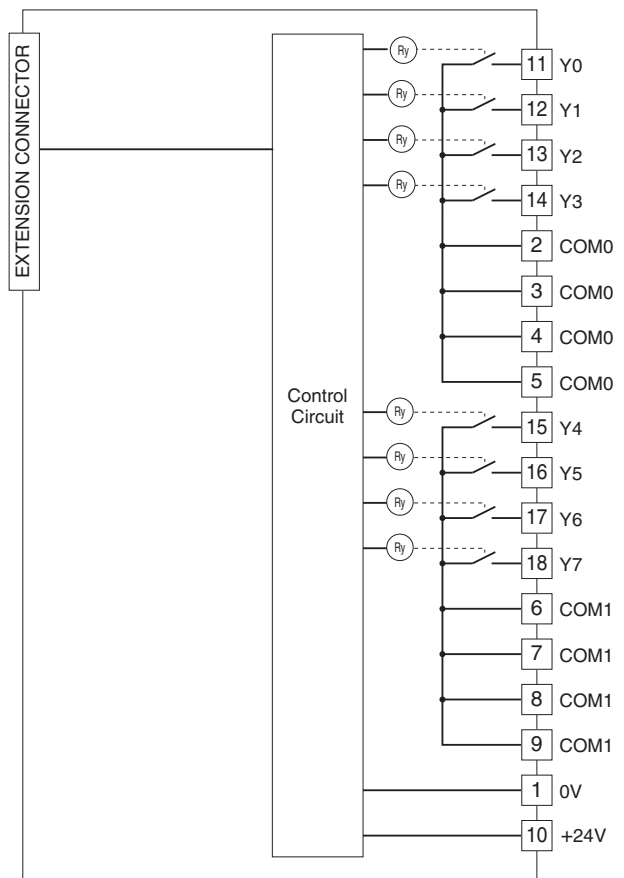 EXTENSION CONNECTOR
Control
Circuit
Ry 11 Y0
Ry 12 Y1
Ry 13 Y2
Ry 14 Y3
2 COM0
3 COM0
4 COM0
5 COM0
Ry 15 Y4
Ry 16 Y5
Ry 17 Y6
Ry 18 Y7
6 COM1
7 COM1
8 COM1
9 COM1
1 0V
10 +24V